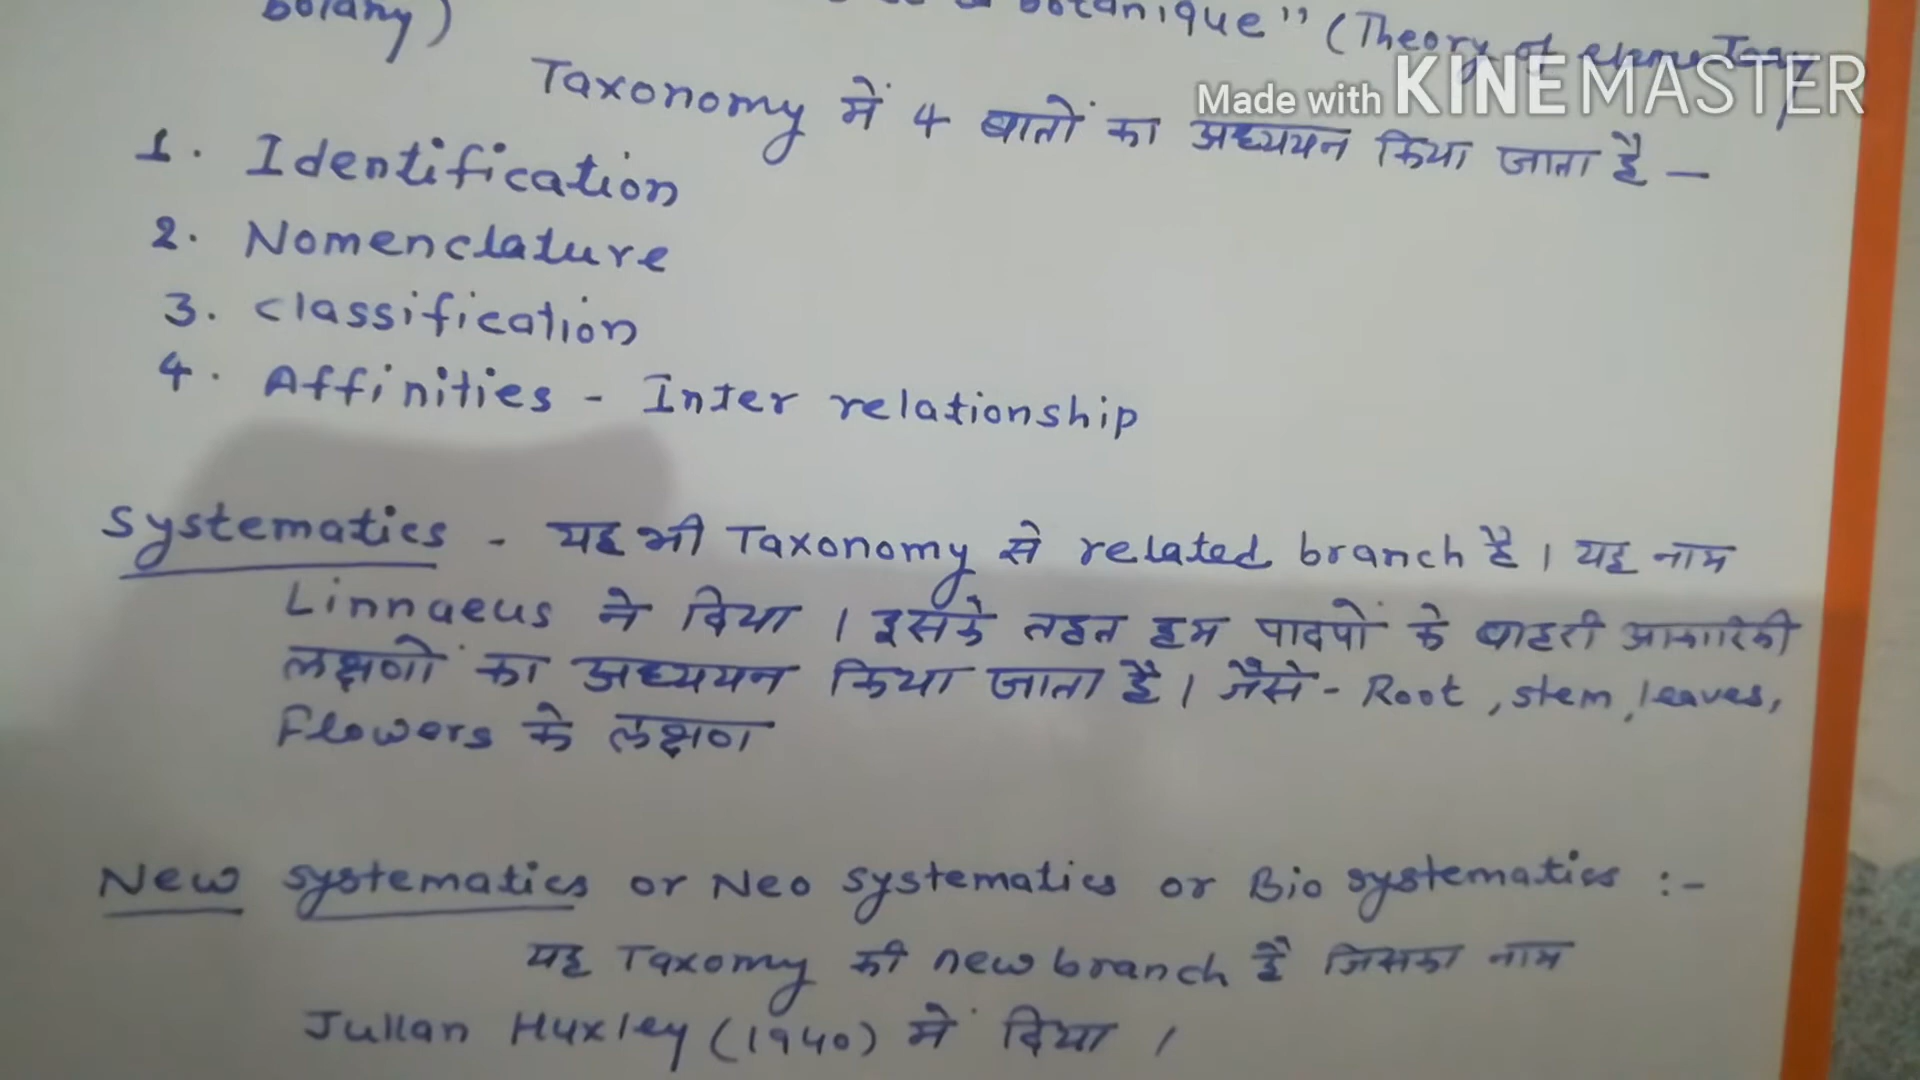 botany) botanique" (Theory of elementary
Made with KINEMASTER
Taxonomy में 4 बातों का अध्ययन किया जाता है –
1. Identification
2. Nomenclature
3. classification
4. Affinities - Inter relationship
Systematics - यह भी Taxonomy से related branch है। यह नाम
Linnaeus ने दिया। इसके तहत हम पादपों के बाहरी आकारिकी
लक्षणों का अध्ययन किया जाता है। जैसे - Root, stem, leaves,
Flowers के लक्षण
New systematics or Neo systematics or Bio systematics :-
यह Taxomy की new branch है जिसका नाम
Julian Huxley (1940) में दिया।